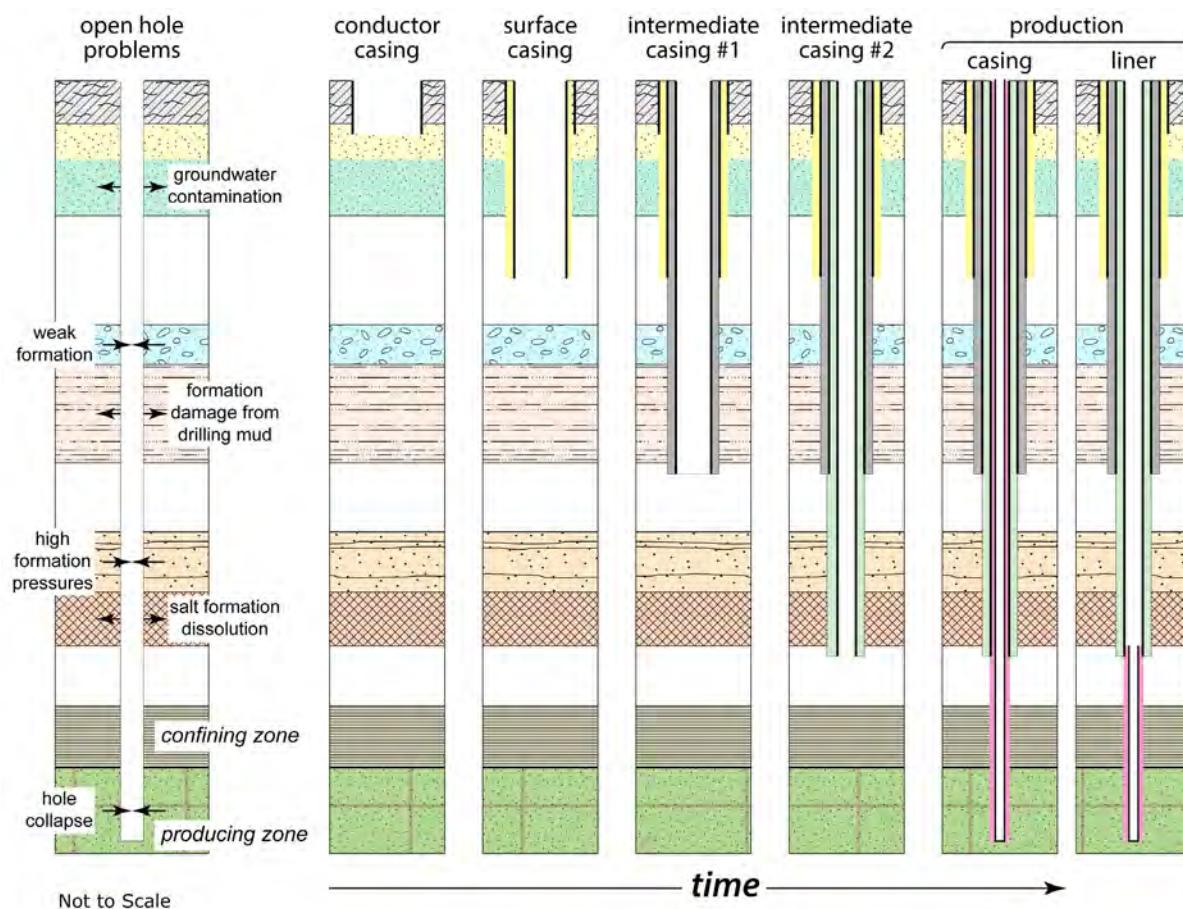 open hole
problems
conductor
casing
surface
casing
intermediate
casing #1
intermediate
casing #2
production
casing
liner
groundwater
contamination
weak
formation
formation
damage from
drilling mud
high
formation
pressures
salt formation
dissolution
confining zone
hole
collapse
producing zone
time
Not to Scale